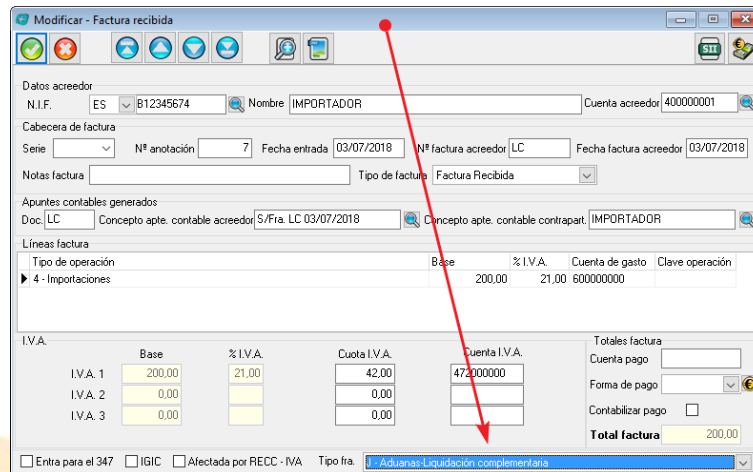 Modificar - Factura recibida
SII
Datos acreedor
N.I.F. ES B12345674 Nombre IMPORTADOR Cuenta acreedor 400000001
Cabecera de factura
Serie Nº anotación 7 Fecha entrada 03/07/2018 Nº factura acreedor LC Fecha factura acreedor 03/07/2018
Notas factura Tipo de factura Factura Recibida
Apuntes contables generados
Doc. LC Concepto apte. contable acreedor S/Fra. LC 03/07/2018 Concepto apte. contable contrapart. IMPORTADOR
Líneas factura
Tipo de operación Base % I.V.A. Cuenta de gasto Clave operación
4 - Importaciones 200,00 21,00 600000000
I.V.A. Totales factura
Base % I.V.A. Cuota I.V.A. Cuenta I.V.A. Cuenta pago
I.V.A. 1 200,00 21,00 42,00 472000000
Forma de pago
I.V.A. 2 0,00 0,00
Contabilizar pago
I.V.A. 3 0,00 0,00
Total factura 200,00
Entra para el 347 IGIC Afectada por RECC - IVA Tipo fra. J - Aduanas-Liquidación complementaria